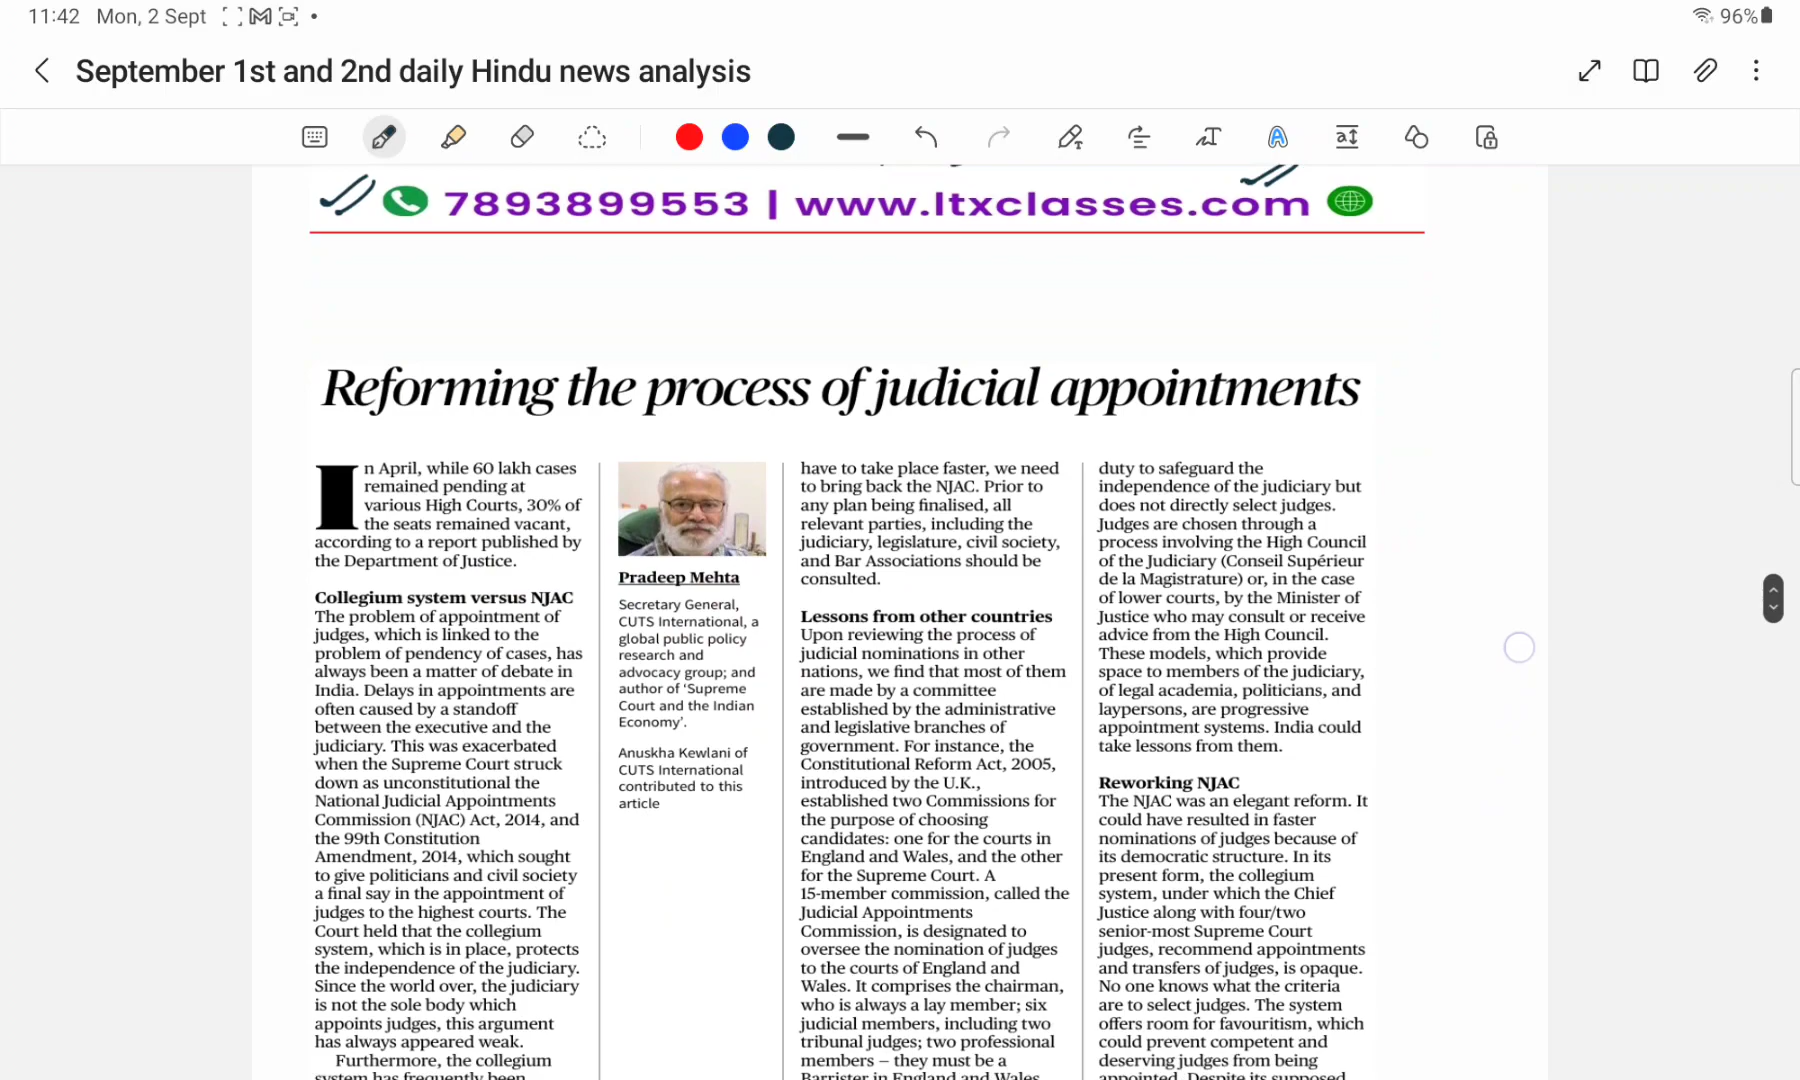 11:42 Mon, 2 Sept
96%
September 1st and 2nd daily Hindu news analysis
7893899553 | www.ltxclasses.com
Reforming the process of judicial appointments
In April, while 60 lakh cases
remained pending at
various High Courts, 30% of
the seats remained vacant,
according to a report published by
the Department of Justice.
Collegium system versus NJAC
The problem of appointment of
judges, which is linked to the
problem of pendency of cases, has
always been a matter of debate in
India. Delays in appointments are
often caused by a standoff
between the executive and the
judiciary. This was exacerbated
when the Supreme Court struck
down as unconstitutional the
National Judicial Appointments
Commission (NJAC) Act, 2014, and
the 99th Constitution
Amendment, 2014, which sought
to give politicians and civil society
a final say in the appointment of
judges to the highest courts. The
Court held that the collegium
system, which is in place, protects
the independence of the judiciary.
Since the world over, the judiciary
is not the sole body which
appoints judges, this argument
has always appeared weak.
Furthermore, the collegium
system has frequently been
Pradeep Mehta
Secretary General,
CUTS International, a
global public policy
research and
advocacy group; and
author of ‘Supreme
Court and the Indian
Economy’.
Anuskha Kewlani of
CUTS International
contributed to this
article
have to take place faster, we need
to bring back the NJAC. Prior to
any plan being finalised, all
relevant parties, including the
judiciary, legislature, civil society,
and Bar Associations should be
consulted.
Lessons from other countries
Upon reviewing the process of
judicial nominations in other
nations, we find that most of them
are made by a committee
established by the administrative
and legislative branches of
government. For instance, the
Constitutional Reform Act, 2005,
introduced by the U.K.,
established two Commissions for
the purpose of choosing
candidates: one for the courts in
England and Wales, and the other
for the Supreme Court. A
15-member commission, called the
Judicial Appointments
Commission, is designated to
oversee the nomination of judges
to the courts of England and
Wales. It comprises the chairman,
who is always a lay member; six
judicial members, including two
tribunal judges; two professional
members — they must be a
Barrister in England and Wales
duty to safeguard the
independence of the judiciary but
does not directly select judges.
Judges are chosen through a
process involving the High Council
of the Judiciary (Conseil Supérieur
de la Magistrature) or, in the case
of lower courts, by the Minister of
Justice who may consult or receive
advice from the High Council.
These models, which provide
space to members of the judiciary,
of legal academia, politicians, and
laypersons, are progressive
appointment systems. India could
take lessons from them.
Reworking NJAC
The NJAC was an elegant reform. It
could have resulted in faster
nominations of judges because of
its democratic structure. In its
present form, the collegium
system, under which the Chief
Justice along with four/two
senior-most Supreme Court
judges, recommend appointments
and transfers of judges, is opaque.
No one knows what the criteria
are to select judges. The system
offers room for favouritism, which
could prevent competent and
deserving judges from being
appointed. Despite its supposed